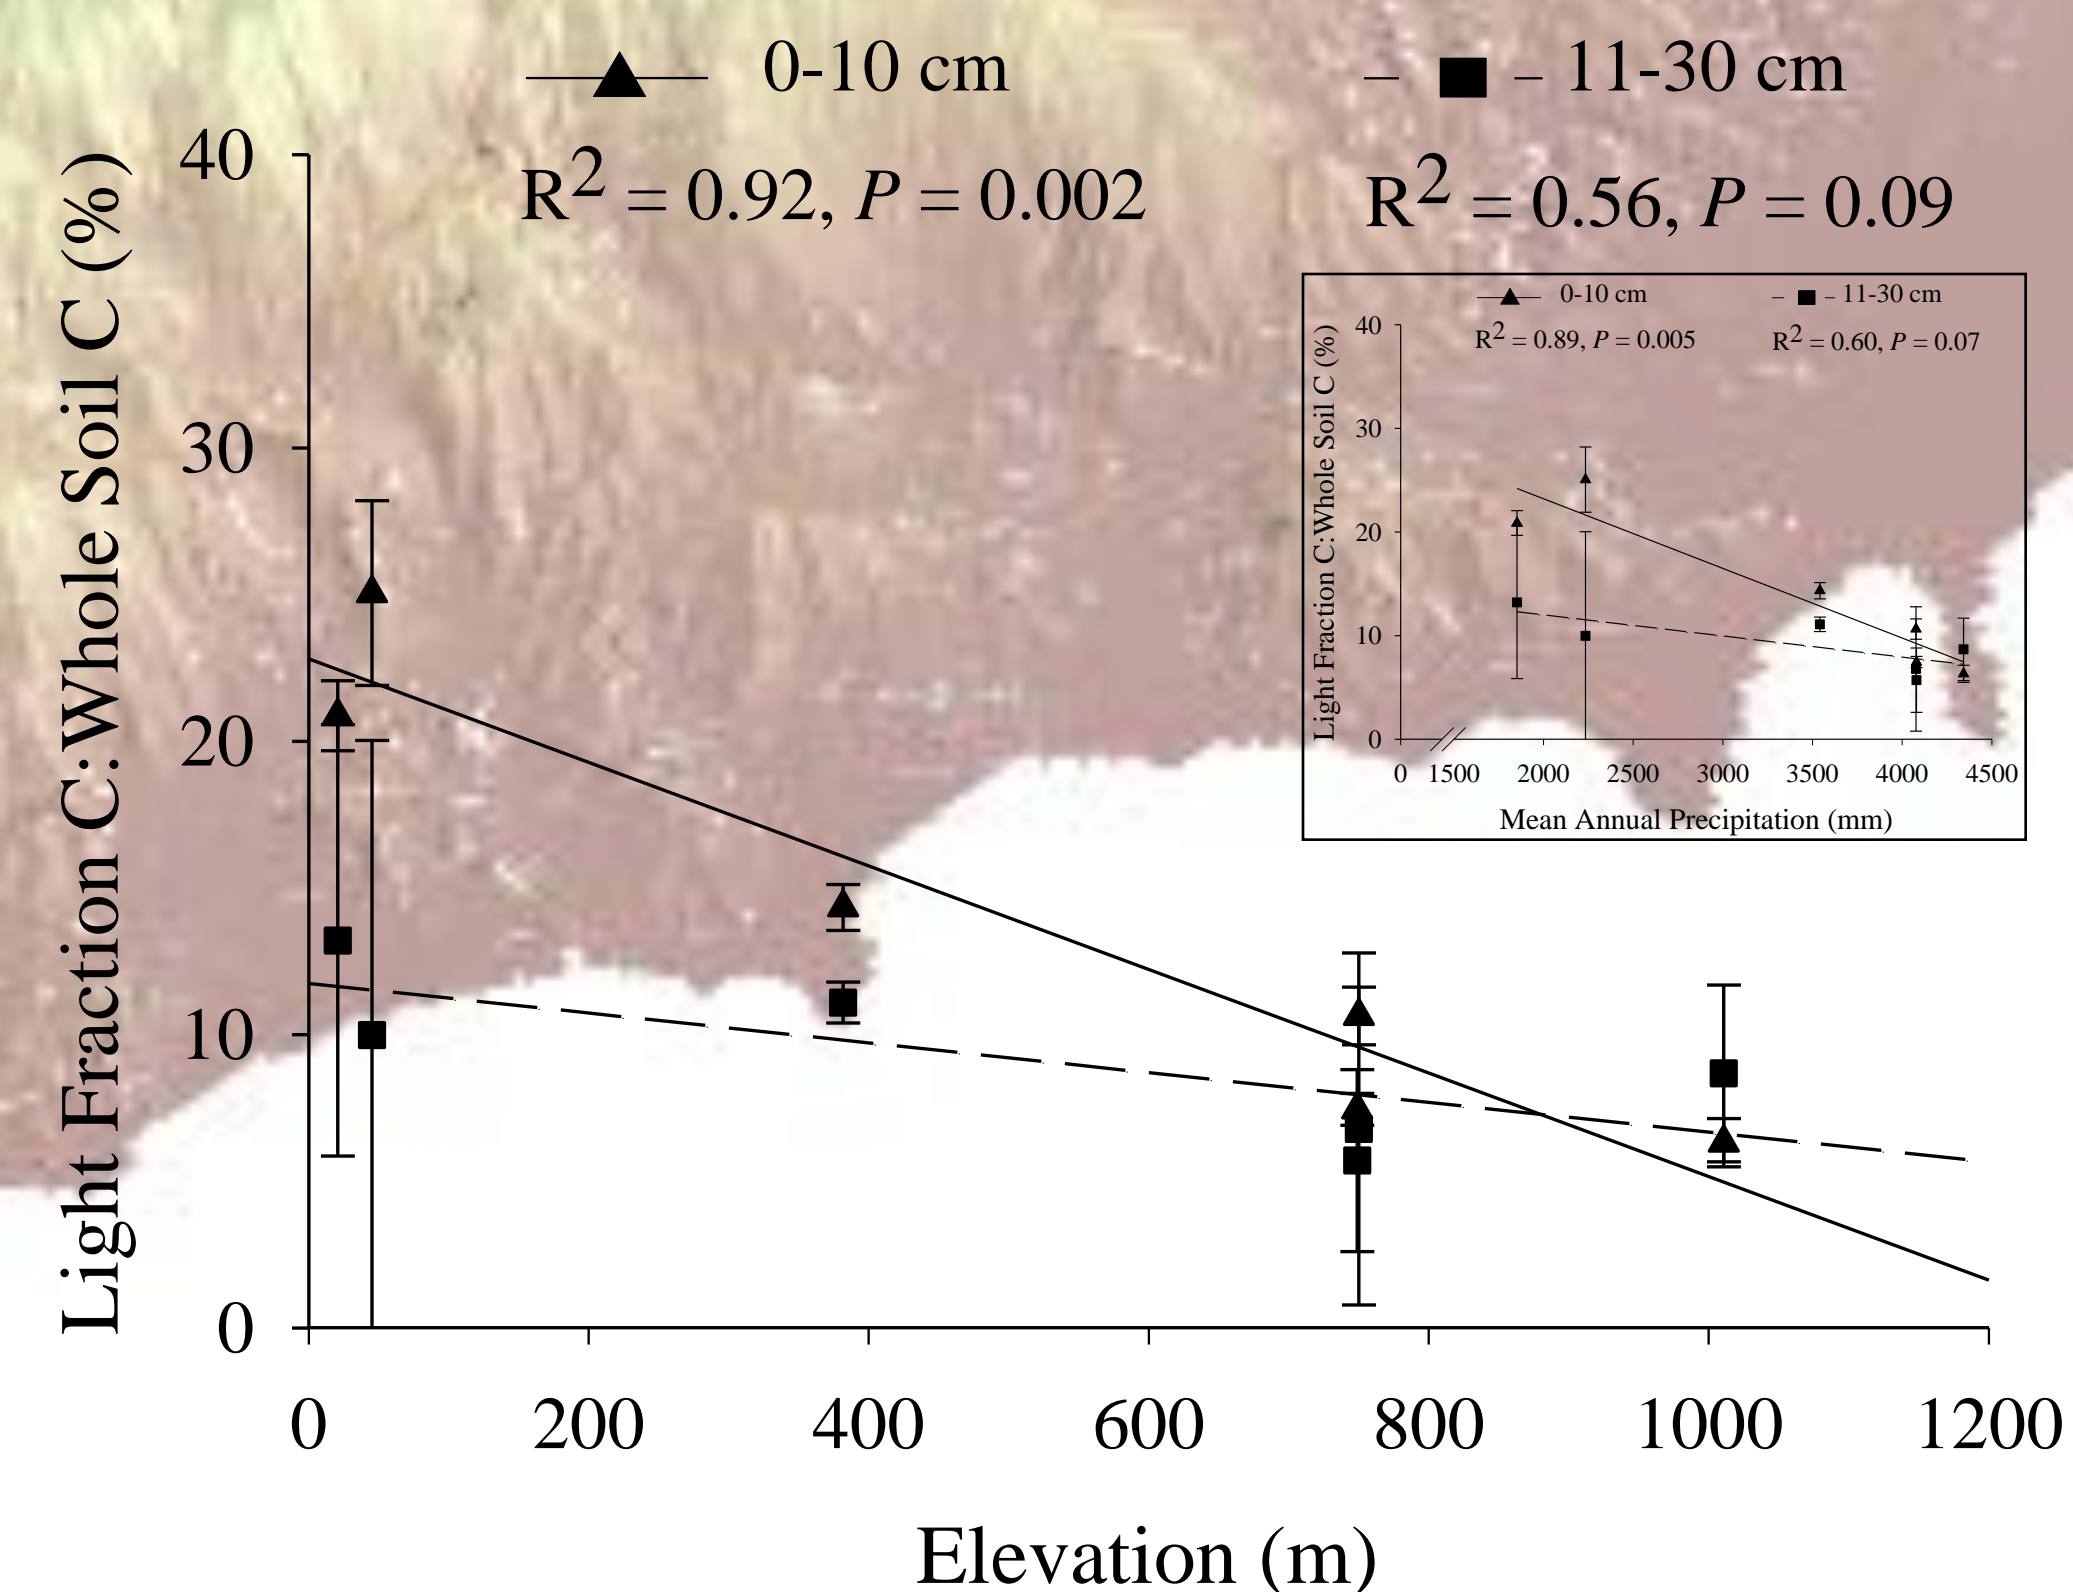 0-10 cm
11-30 cm
R2 = 0.92, P = 0.002
R2 = 0.56, P = 0.09
Light Fraction C:Whole Soil C (%)
40
30
20
10
0
0 200 400 600 800 1000 1200
Elevation (m)
0-10 cm
11-30 cm
R2 = 0.89, P = 0.005
R2 = 0.60, P = 0.07
Light Fraction C:Whole Soil C (%)
40
30
20
10
0
0 1500 2000 2500 3000 3500 4000 4500
Mean Annual Precipitation (mm)